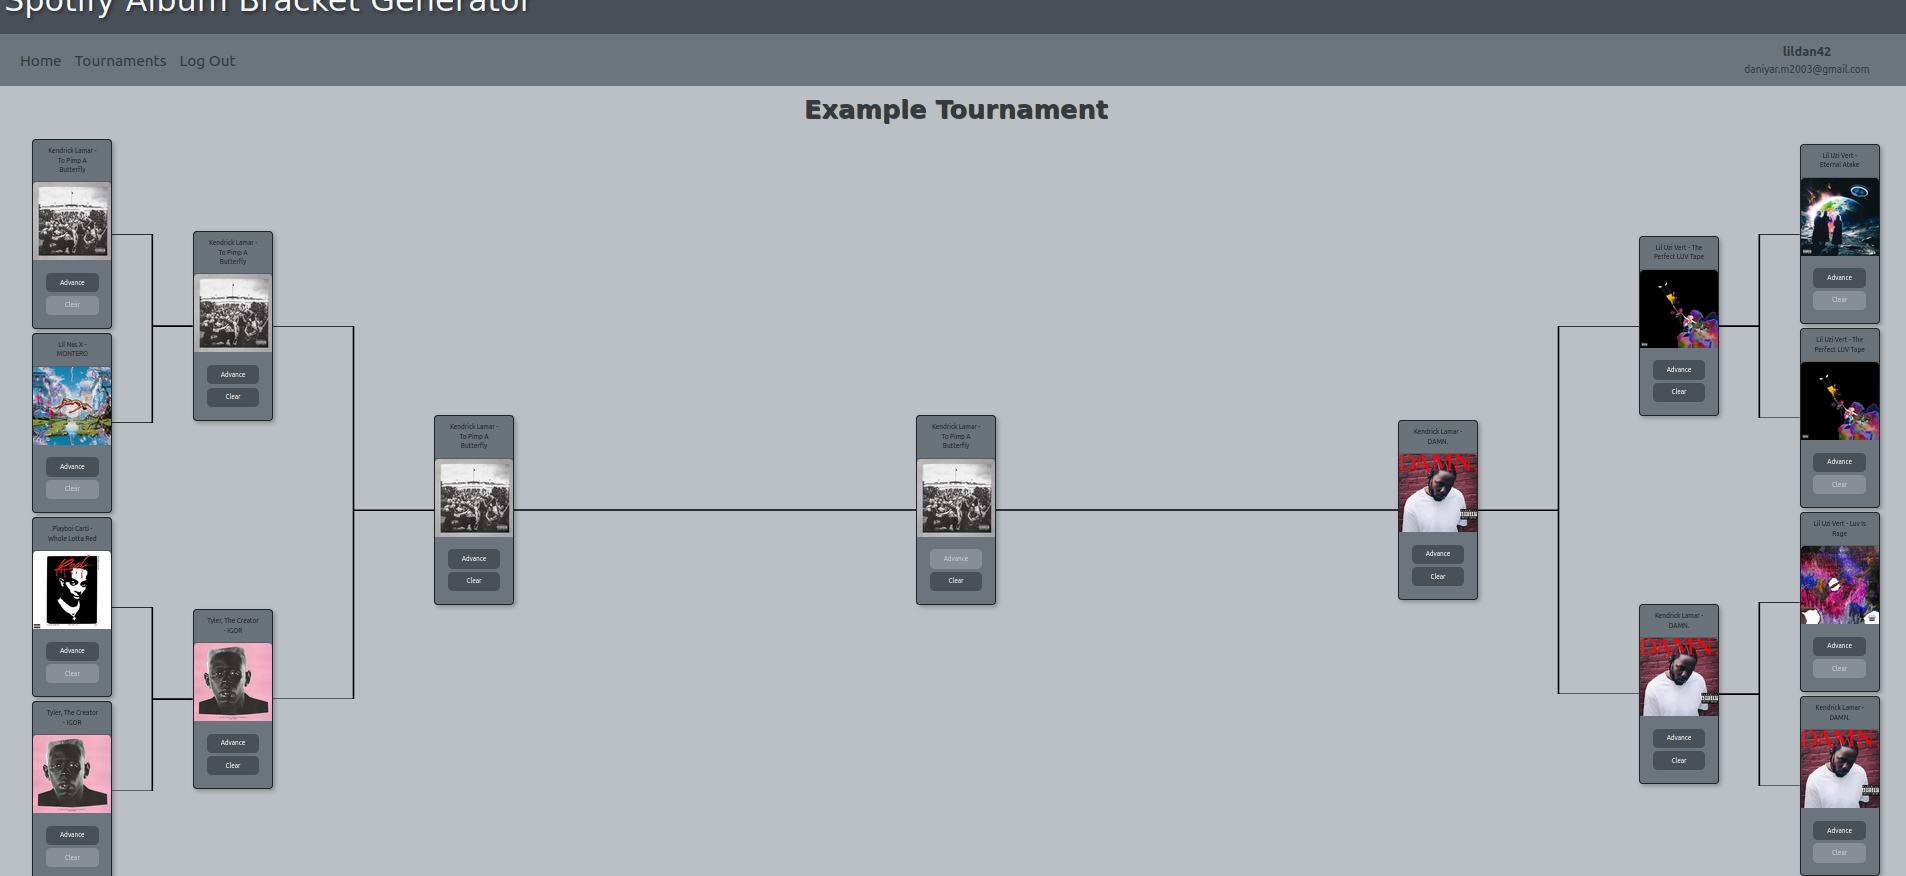 Spotify Album Bracket Generator
Home Tournaments Log Out
lildan42
daniyar.m2003@gmail.com
Example Tournament
Kendrick Lamar -
To Pimp A
Butterfly
Advance
Clear
Lil Nas X -
MONTERO
Advance
Clear
Playboi Carti -
Whole Lotta Red
Red
Advance
Clear
Tyler, The Creator
- IGOR
Advance
Clear
Kendrick Lamar -
To Pimp A
Butterfly
Advance
Clear
Tyler, The Creator
- IGOR
Advance
Clear
Kendrick Lamar -
To Pimp A
Butterfly
Advance
Clear
Kendrick Lamar -
To Pimp A
Butterfly
Advance
Clear
Kendrick Lamar -
DAMN.
DAMN.
Advance
Clear
Lil Uzi Vert - The
Perfect LUV Tape
Advance
Clear
Kendrick Lamar -
DAMN.
DAMN.
Advance
Clear
Lil Uzi Vert -
Eternal Atake
Advance
Clear
Lil Uzi Vert - The
Perfect LUV Tape
Advance
Clear
Lil Uzi Vert - Luv Is
Rage
Advance
Clear
Kendrick Lamar -
DAMN.
DAMN.
Advance
Clear